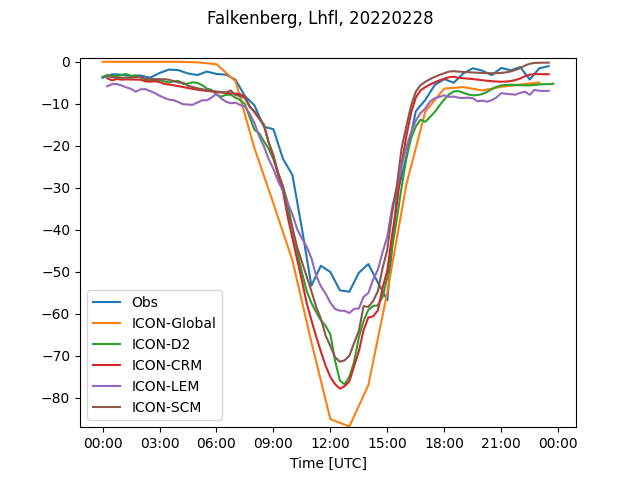 Falkenberg, Lhfl, 20220228
0
−10
−20
−30
−40
−50
−60
−70
−80
Obs
ICON-Global
ICON-D2
ICON-CRM
ICON-LEM
ICON-SCM
00:00 03:00 06:00 09:00 12:00 15:00 18:00 21:00 00:00
Time [UTC]